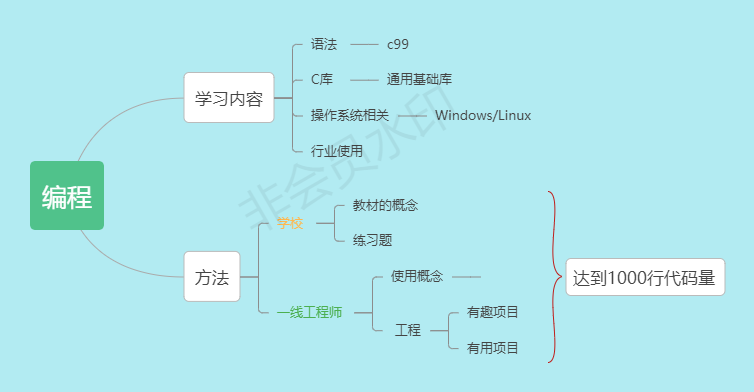 语法
c99
C库
通用基础库
学习内容
操作系统相关
Windows/Linux
行业使用
非会员水印
编程
教材的概念
学校
练习题
方法
使用概念
达到1000行代码量
一线工程师
有趣项目
工程
有用项目